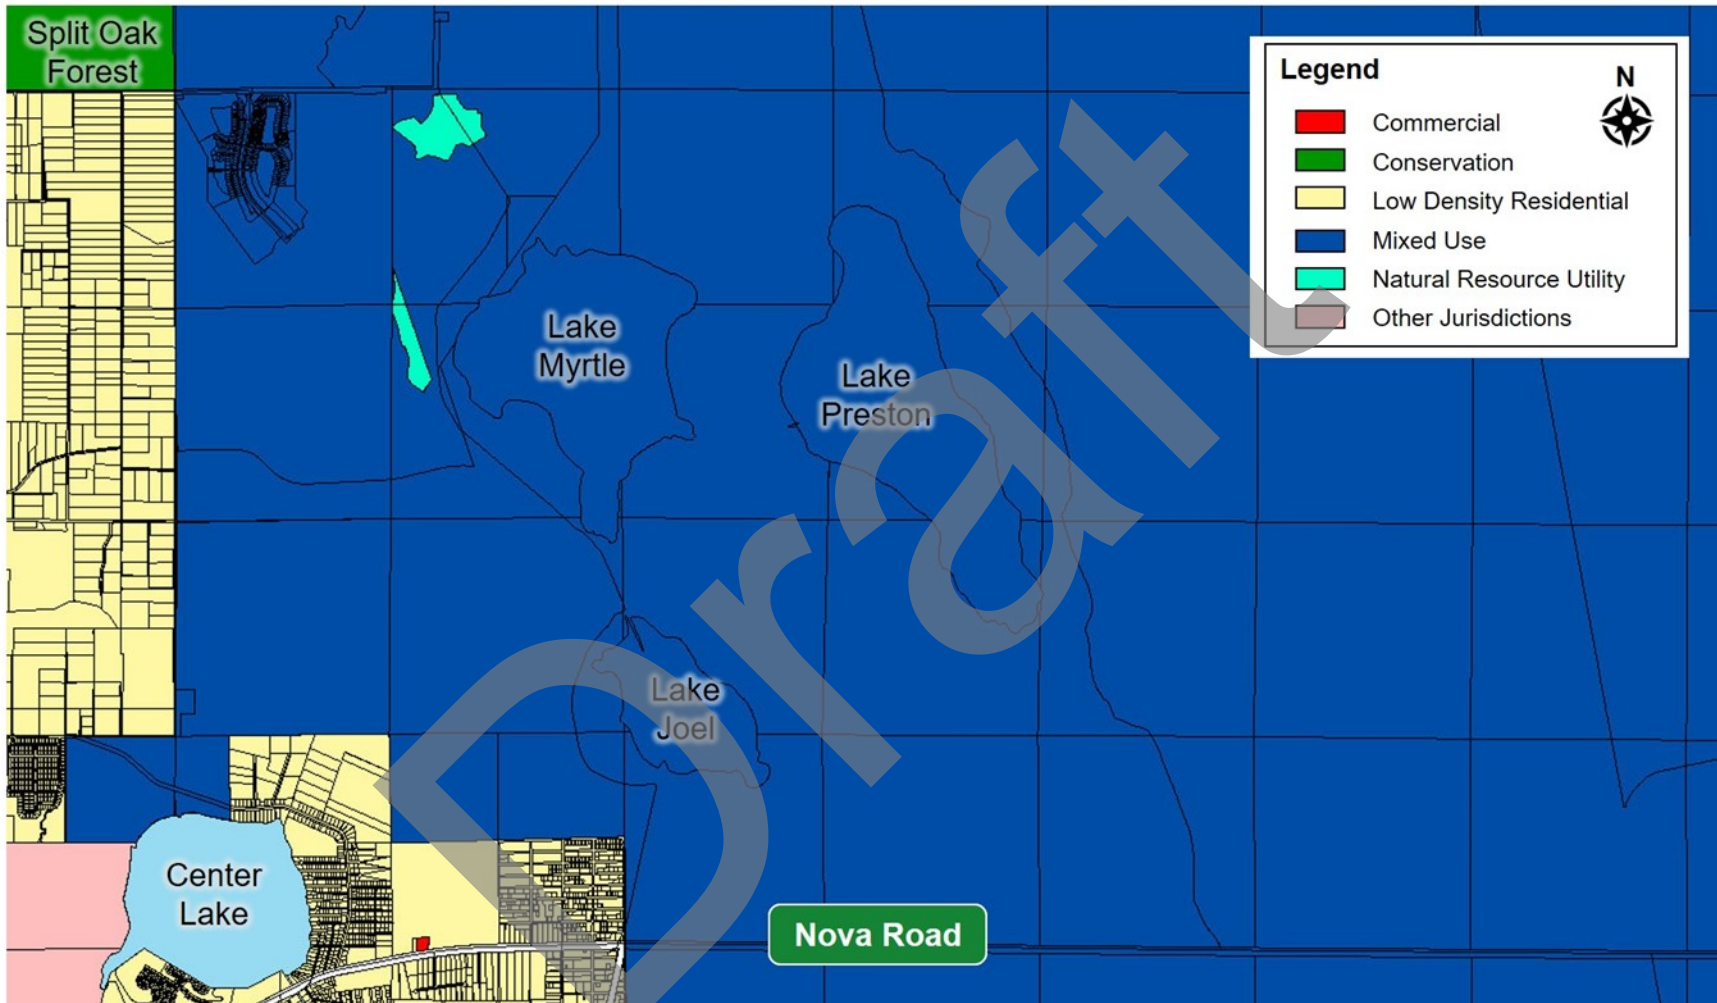 Split Oak
Forest
Legend
N
Commercial
Conservation
Low Density Residential
Mixed Use
Natural Resource Utility
Other Jurisdictions
Lake
Myrtle
Lake
Preston
Lake
Joel
Center
Lake
Nova Road
Draft